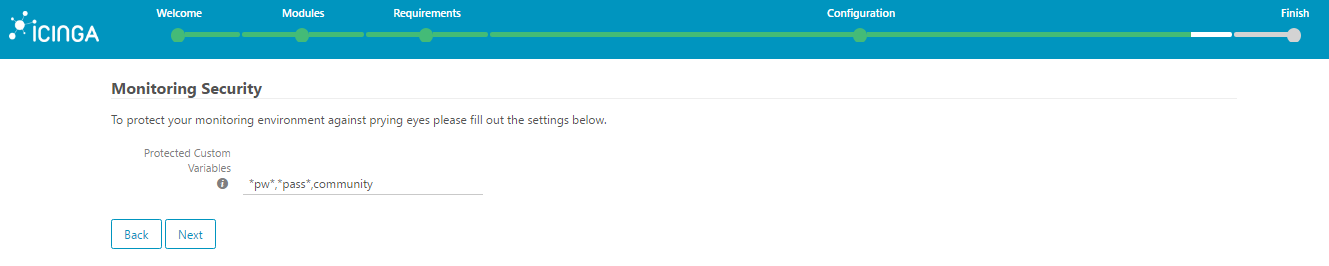 Welcome Modules Requirements Configuration Finish
ICINGA
Monitoring Security
To protect your monitoring environment against prying eyes please fill out the settings below.
Protected Custom
Variables
*pw*,*pass*,community
Back Next